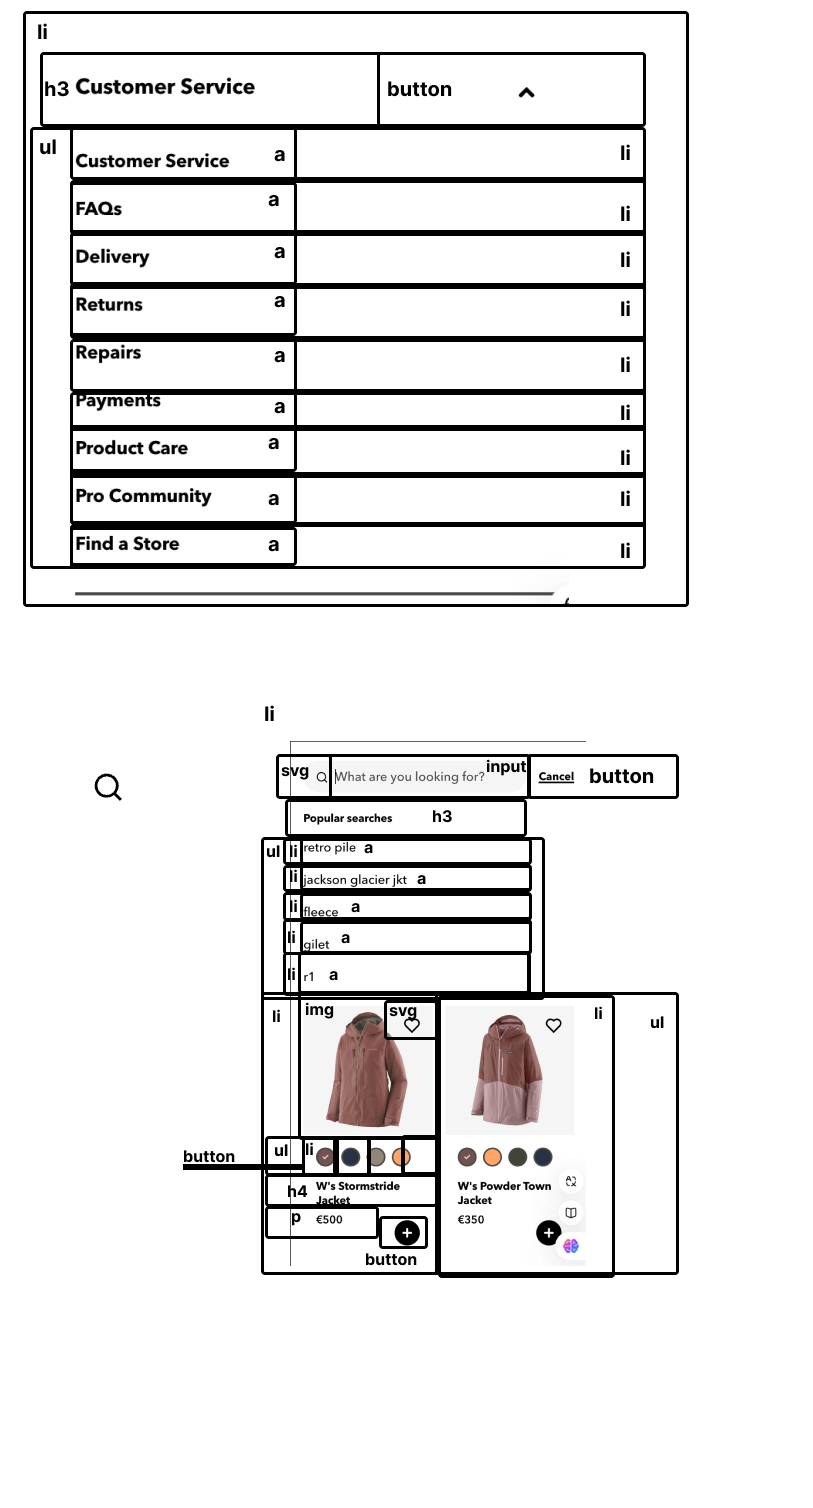 li
h3 Customer Service button
ul
Customer Service a li
FAQs a li
Delivery a li
Returns a li
Repairs a li
Payments a li
Product Care a li
Pro Community a li
Find a Store a li
li
svg What are you looking for? input Cancel button
Popular searches h3
ul li retro pile a
li jackson glacier jkt a
li fleece a
li gilet a
li r1 a
li img svg li ul
button ul li
h4 W's Stormstride
Jacket
p €500
button
W's Powder Town
Jacket
€350